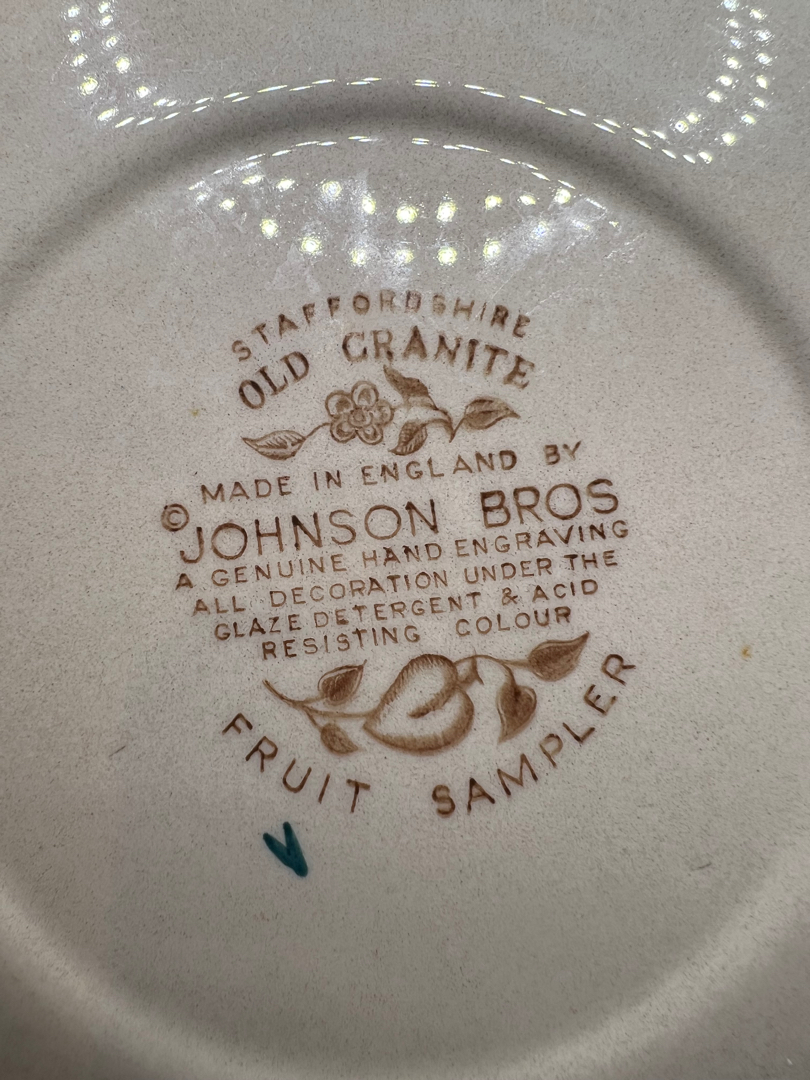 STAFFORDSHIRE
OLD GRANITE
MADE IN ENGLAND BY
© JOHNSON BROS
A GENUINE HAND ENGRAVING
ALL DECORATION UNDER THE
GLAZE DETERGENT & ACID
RESISTING COLOUR
FRUIT SAMPLER